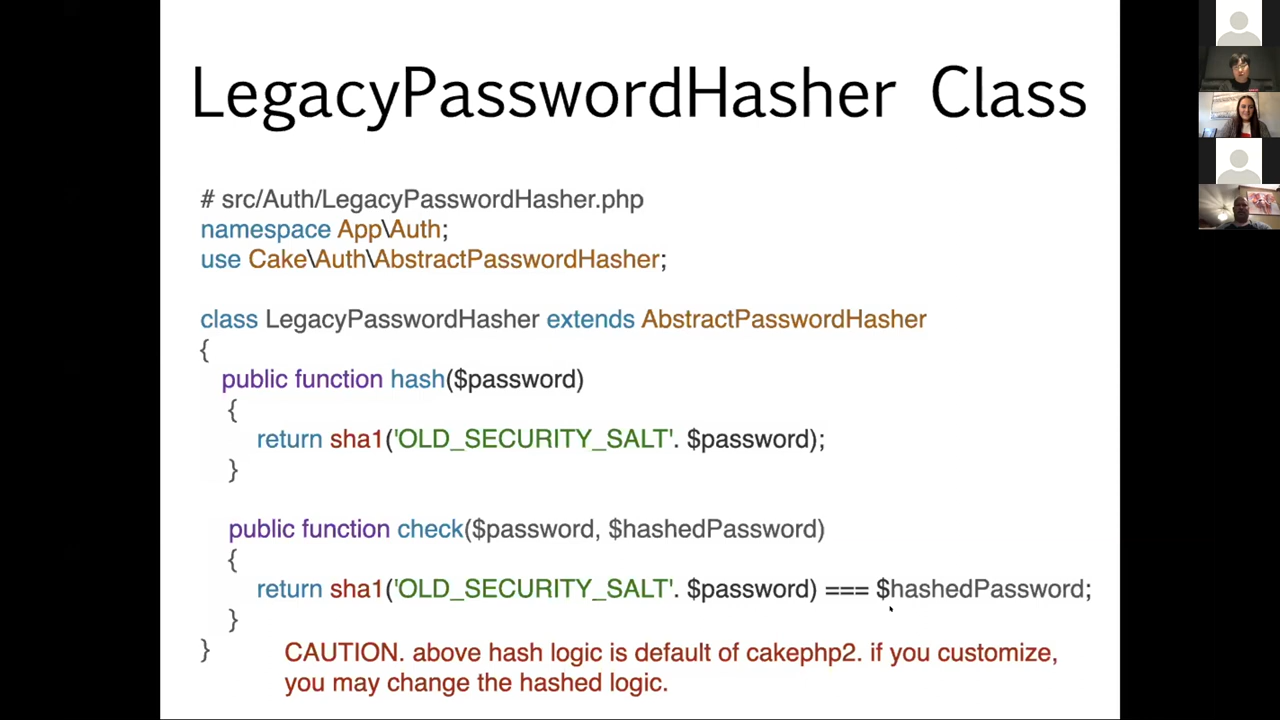 LegacyPasswordHasher Class
# src/Auth/LegacyPasswordHasher.php
namespace App\Auth;
use Cake\Auth\AbstractPasswordHasher;
class LegacyPasswordHasher extends AbstractPasswordHasher
{
public function hash($password)
{
return sha1('OLD_SECURITY_SALT'. $password);
}
public function check($password, $hashedPassword)
{
return sha1('OLD_SECURITY_SALT'. $password) === $hashedPassword;
}
}
CAUTION. above hash logic is default of cakephp2. if you customize,
you may change the hashed logic.